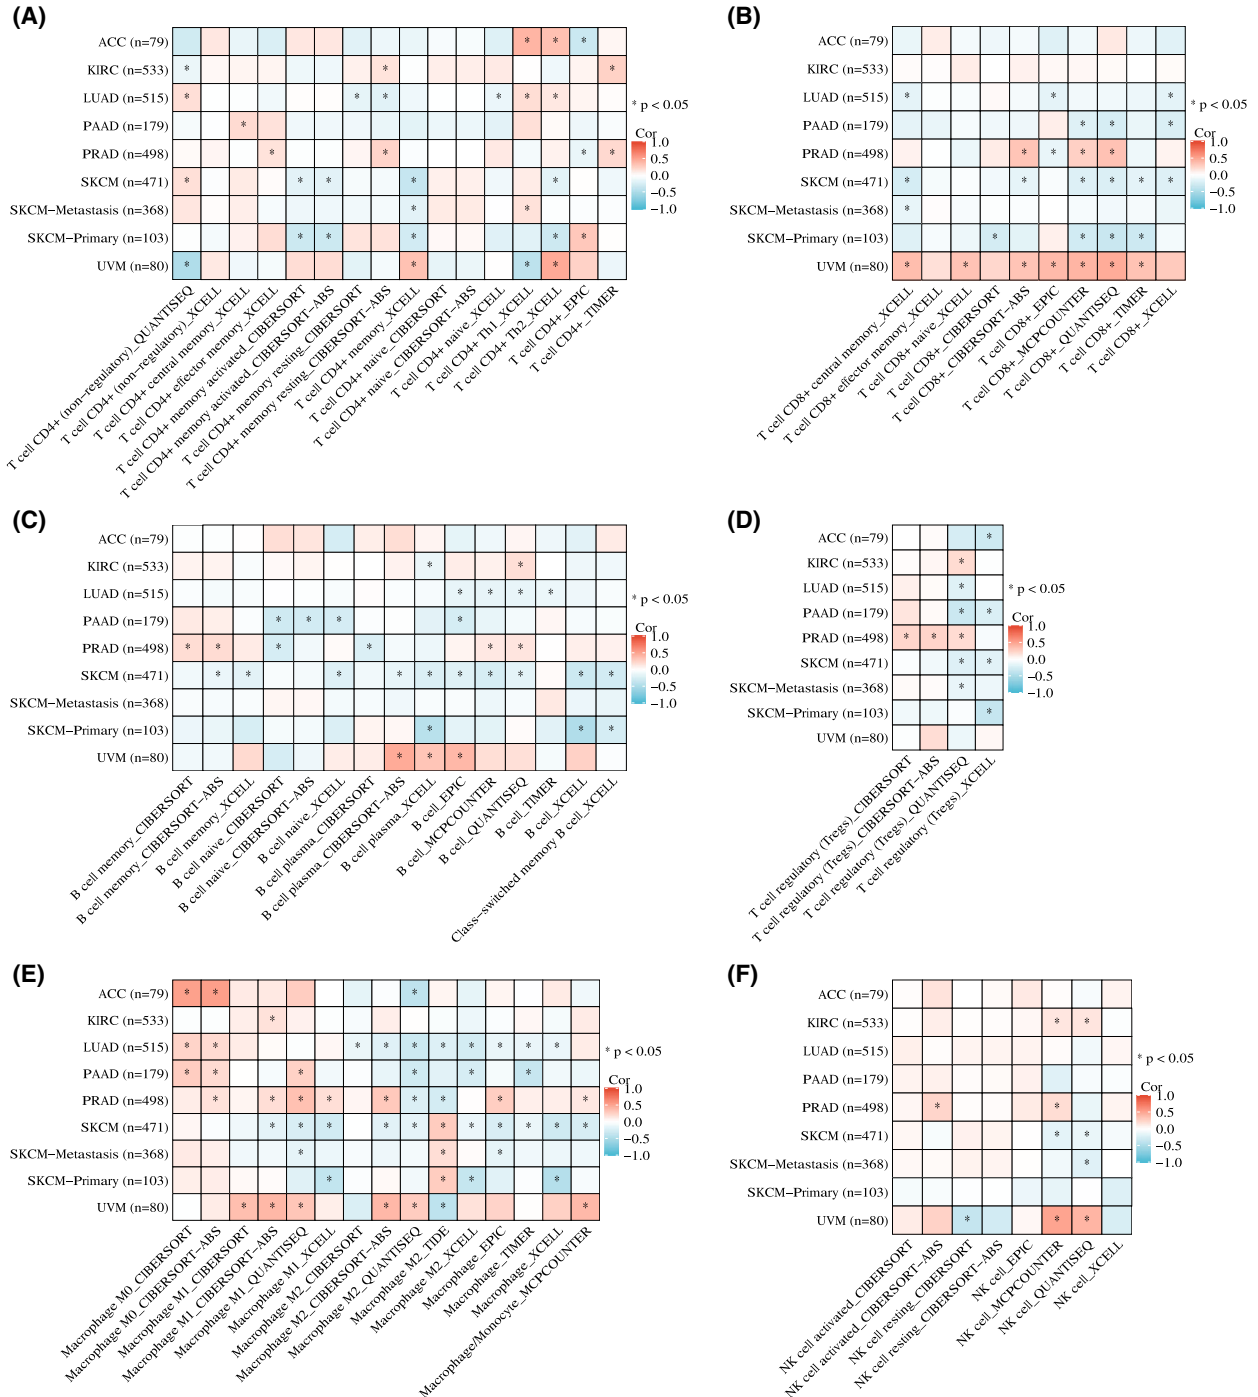 (A)
ACC (n=79)
KIRC (n=533)
LUAD (n=515)
PAAD (n=179)
PRAD (n=498)
SKCM (n=471)
SKCM−Metastasis (n=368)
SKCM−Primary (n=103)
UVM (n=80)
* p < 0.05
Cor
1.0
0.5
0.0
−0.5
−1.0
T cell CD4+ (non−regulatory)_QUANTISEQ
T cell CD4+ (non−regulatory)_XCELL
T cell CD4+ central memory_XCELL
T cell CD4+ effector memory_XCELL
T cell CD4+ memory activated_CIBERSORT
T cell CD4+ memory activated_CIBERSORT−ABS
T cell CD4+ memory resting_CIBERSORT
T cell CD4+ memory resting_CIBERSORT−ABS
T cell CD4+ memory_XCELL
T cell CD4+ naive_CIBERSORT
T cell CD4+ naive_CIBERSORT−ABS
T cell CD4+ naive_XCELL
T cell CD4+ Th1_XCELL
T cell CD4+ Th2_XCELL
T cell CD4+_EPIC
T cell CD4+_TIMER
(B)
ACC (n=79)
KIRC (n=533)
LUAD (n=515)
PAAD (n=179)
PRAD (n=498)
SKCM (n=471)
SKCM−Metastasis (n=368)
SKCM−Primary (n=103)
UVM (n=80)
* p < 0.05
Cor
1.0
0.5
0.0
−0.5
−1.0
T cell CD8+ central memory_XCELL
T cell CD8+ effector memory_XCELL
T cell CD8+ naive_XCELL
T cell CD8+_CIBERSORT
T cell CD8+_CIBERSORT−ABS
T cell CD8+_EPIC
T cell CD8+_MCPCOUNTER
T cell CD8+_QUANTISEQ
T cell CD8+_TIMER
T cell CD8+_XCELL
(C)
ACC (n=79)
KIRC (n=533)
LUAD (n=515)
PAAD (n=179)
PRAD (n=498)
SKCM (n=471)
SKCM−Metastasis (n=368)
SKCM−Primary (n=103)
UVM (n=80)
* p < 0.05
Cor
1.0
0.5
0.0
−0.5
−1.0
B cell memory_CIBERSORT
B cell memory_CIBERSORT−ABS
B cell memory_XCELL
B cell naive_CIBERSORT
B cell naive_CIBERSORT−ABS
B cell naive_XCELL
B cell plasma_CIBERSORT
B cell plasma_CIBERSORT−ABS
B cell plasma_XCELL
B cell_EPIC
B cell_MCPCOUNTER
B cell_QUANTISEQ
B cell_TIMER
B cell_XCELL
Class−switched memory B cell_XCELL
(D)
ACC (n=79)
KIRC (n=533)
LUAD (n=515)
PAAD (n=179)
PRAD (n=498)
SKCM (n=471)
SKCM−Metastasis (n=368)
SKCM−Primary (n=103)
UVM (n=80)
* p < 0.05
Cor
1.0
0.5
0.0
−0.5
−1.0
T cell regulatory (Tregs)_CIBERSORT
T cell regulatory (Tregs)_CIBERSORT−ABS
T cell regulatory (Tregs)_QUANTISEQ
T cell regulatory (Tregs)_XCELL
(E)
ACC (n=79)
KIRC (n=533)
LUAD (n=515)
PAAD (n=179)
PRAD (n=498)
SKCM (n=471)
SKCM−Metastasis (n=368)
SKCM−Primary (n=103)
UVM (n=80)
* p < 0.05
Cor
1.0
0.5
0.0
−0.5
−1.0
Macrophage M0_CIBERSORT
Macrophage M0_CIBERSORT−ABS
Macrophage M1_CIBERSORT
Macrophage M1_CIBERSORT−ABS
Macrophage M1_QUANTISEQ
Macrophage M1_XCELL
Macrophage M2_CIBERSORT
Macrophage M2_CIBERSORT−ABS
Macrophage M2_QUANTISEQ
Macrophage M2_TIDE
Macrophage M2_XCELL
Macrophage_EPIC
Macrophage_TIMER
Macrophage_XCELL
Macrophage/Monocyte_MCPCOUNTER
(F)
ACC (n=79)
KIRC (n=533)
LUAD (n=515)
PAAD (n=179)
PRAD (n=498)
SKCM (n=471)
SKCM−Metastasis (n=368)
SKCM−Primary (n=103)
UVM (n=80)
* p < 0.05
Cor
1.0
0.5
0.0
−0.5
−1.0
NK cell activated_CIBERSORT
NK cell activated_CIBERSORT−ABS
NK cell resting_CIBERSORT
NK cell resting_CIBERSORT−ABS
NK cell_EPIC
NK cell_MCPCOUNTER
NK cell_QUANTISEQ
NK cell_XCELL